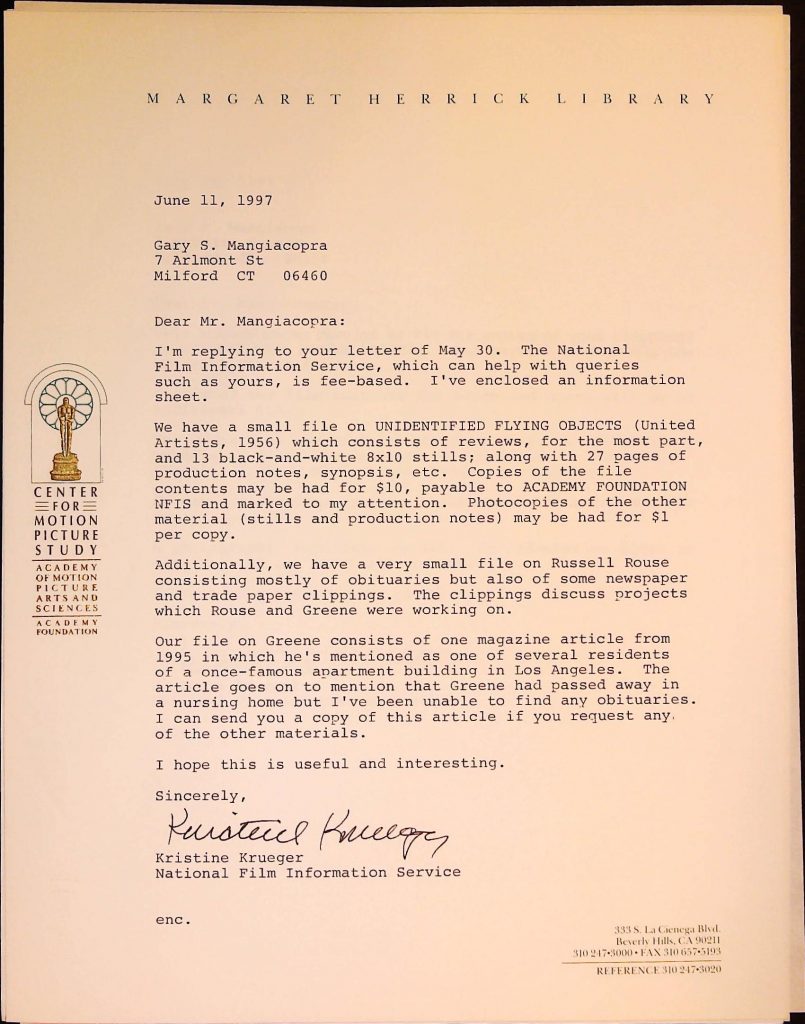 MARGARET HERRICK LIBRARY
June 11, 1997
Gary S. Mangiacopra
7 Arlmont St
Milford CT 06460
Dear Mr. Mangiacopra:
I'm replying to your letter of May 30. The National
Film Information Service, which can help with queries
such as yours, is fee-based. I've enclosed an information
sheet.
We have a small file on UNIDENTIFIED FLYING OBJECTS (United
Artists, 1956) which consists of reviews, for the most part,
and 13 black-and-white 8x10 stills; along with 27 pages of
production notes, synopsis, etc. Copies of the file
contents may be had for $10, payable to ACADEMY FOUNDATION
NFIS and marked to my attention. Photocopies of the other
material (stills and production notes) may be had for $1
per copy.
Additionally, we have a very small file on Russell Rouse
consisting mostly of obituaries but also of some newspaper
and trade paper clippings. The clippings discuss projects
which Rouse and Greene were working on.
Our file on Greene consists of one magazine article from
1995 in which he's mentioned as one of several residents
of a once-famous apartment building in Los Angeles. The
article goes on to mention that Greene had passed away in
a nursing home but I've been unable to find any obituaries.
I can send you a copy of this article if you request any
of the other materials.
I hope this is useful and interesting.
Sincerely,
Kristine Krueger
Kristine Krueger
National Film Information Service
enc.
CENTER
FOR
MOTION
PICTURE
STUDY
ACADEMY
OF MOTION
PICTURE
ARTS AND
SCIENCES
ACADEMY
FOUNDATION
333 S. La Cienega Blvd.
Beverly Hills, CA 90211
310 247•3000 • FAX 310 657•5193
REFERENCE 310 247•3020